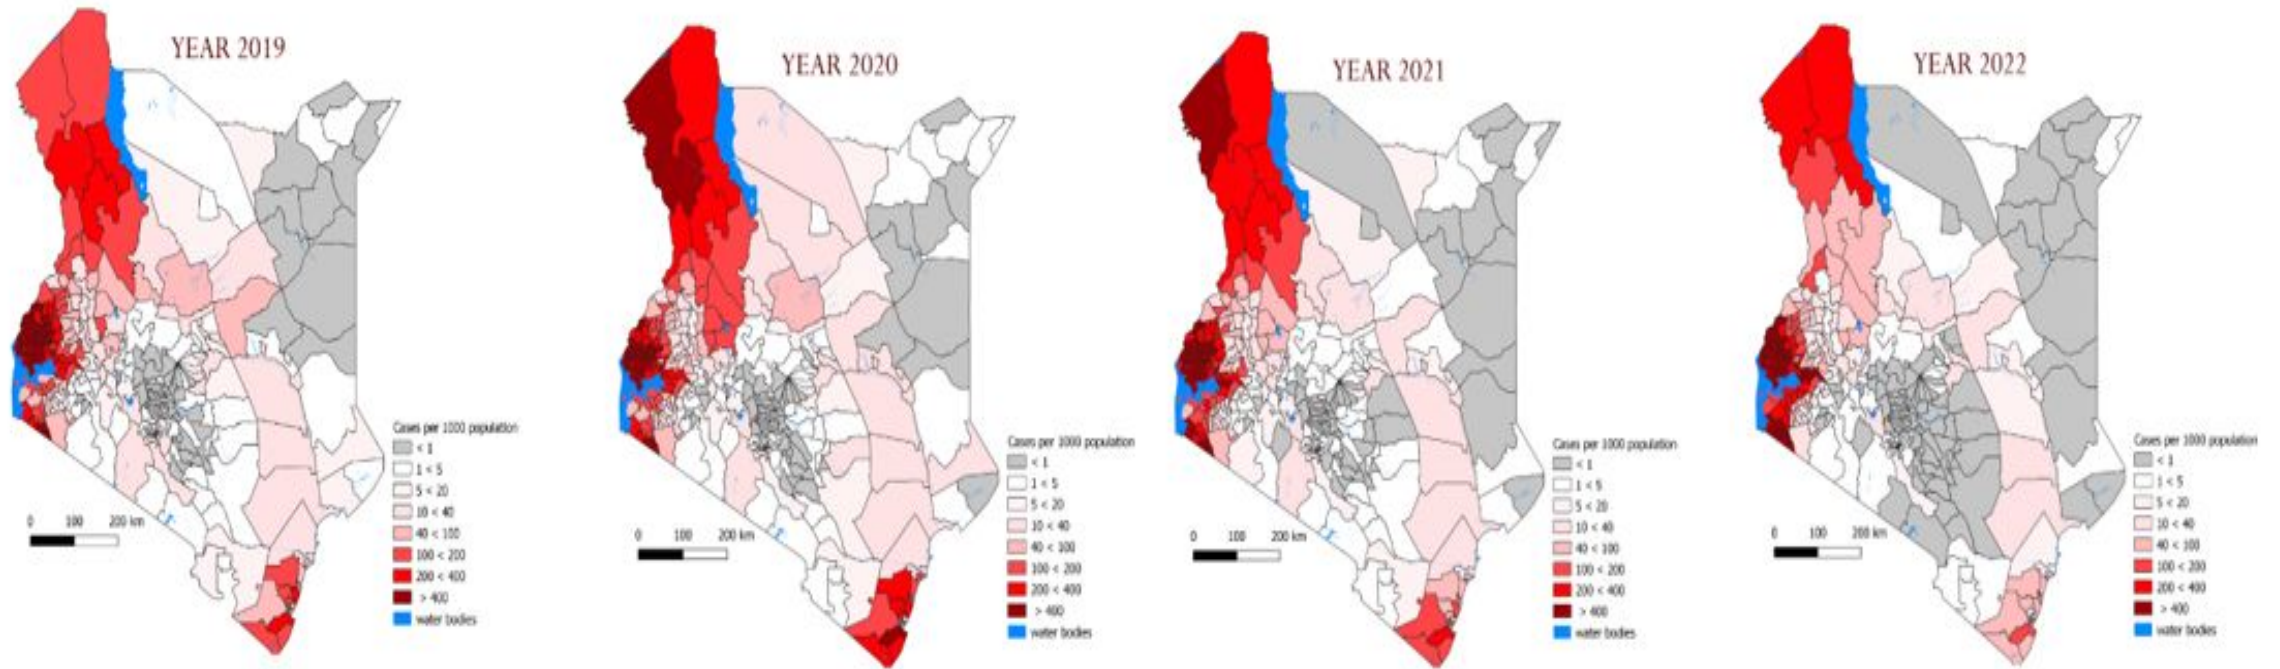 YEAR 2019
Cases per 1000 population
< 1
1 < 5
5 < 20
10 < 40
40 < 100
100 < 200
200 < 400
> 400
water bodies
0 100 200 km
YEAR 2020
Cases per 1000 population
< 1
1 < 5
5 < 20
10 < 40
40 < 100
100 < 200
200 < 400
> 400
water bodies
0 100 200 km
YEAR 2021
Cases per 1000 population
< 1
1 < 5
5 < 20
10 < 40
40 < 100
100 < 200
200 < 400
> 400
water bodies
0 100 200 km
YEAR 2022
Cases per 1000 population
< 1
1 < 5
5 < 20
10 < 40
40 < 100
100 < 200
200 < 400
> 400
water bodies
0 100 200 km